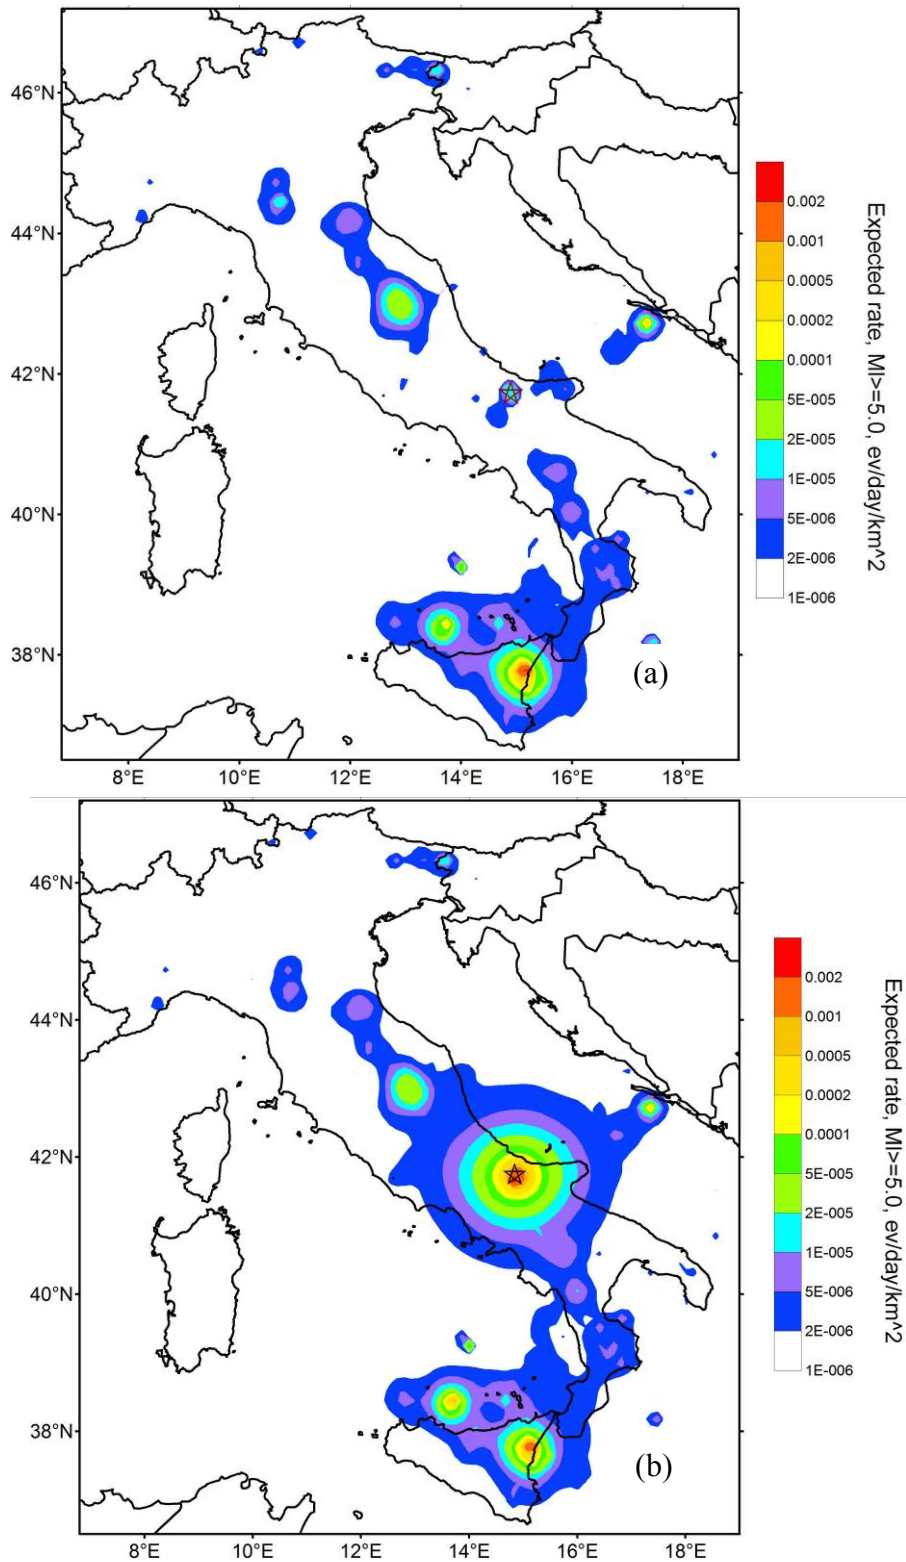 46°N
44°N
42°N
40°N
38°N
8°E 10°E 12°E 14°E 16°E 18°E
0.002
0.001
0.0005
0.0002
0.0001
5E-005
2E-005
1E-005
5E-006
2E-006
1E-006
Expected rate, Ml>=5.0, ev/day/km^2
(a)
46°N
44°N
42°N
40°N
38°N
8°E 10°E 12°E 14°E 16°E 18°E
0.002
0.001
0.0005
0.0002
0.0001
5E-005
2E-005
1E-005
5E-006
2E-006
1E-006
Expected rate, Ml>=5.0, ev/day/km^2
(b)